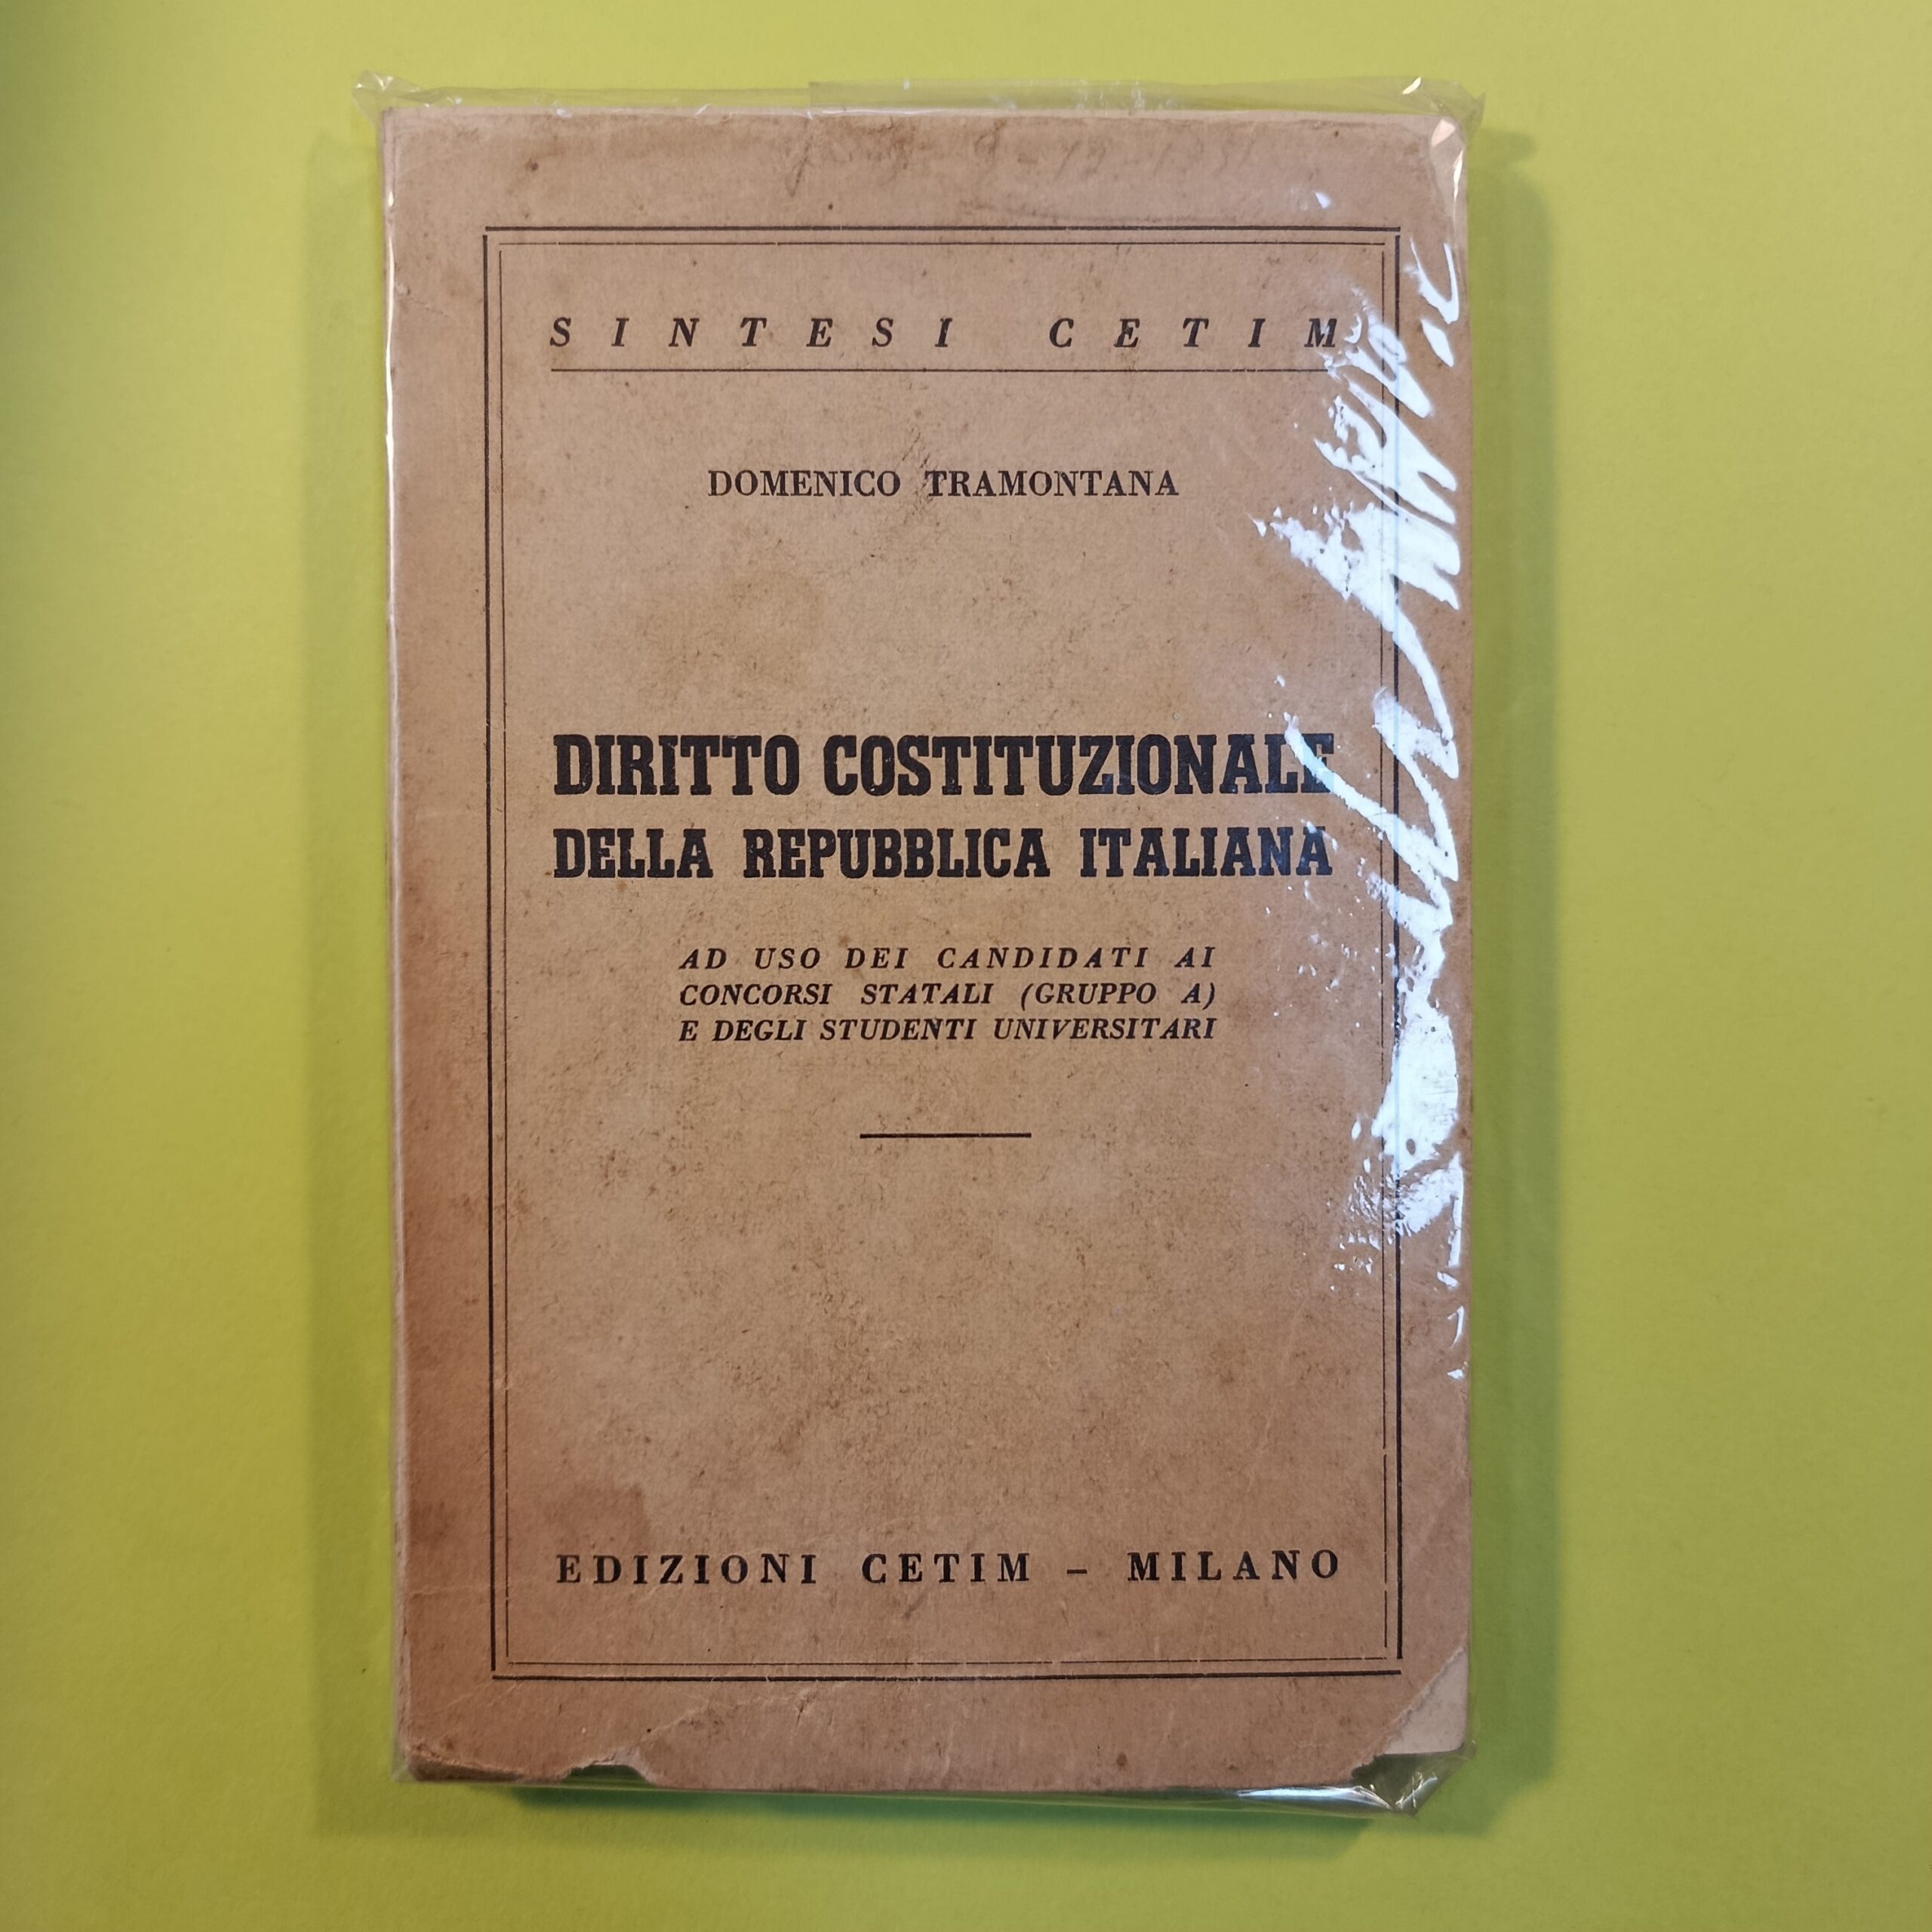 SINTESI CETIM
DOMENICO TRAMONTANA
DIRITTO COSTITUZIONALE
DELLA REPUBBLICA ITALIANA
AD USO DEI CANDIDATI AI
CONCORSI STATALI (GRUPPO A)
E DEGLI STUDENTI UNIVERSITARI
EDIZIONI CETIM - MILANO